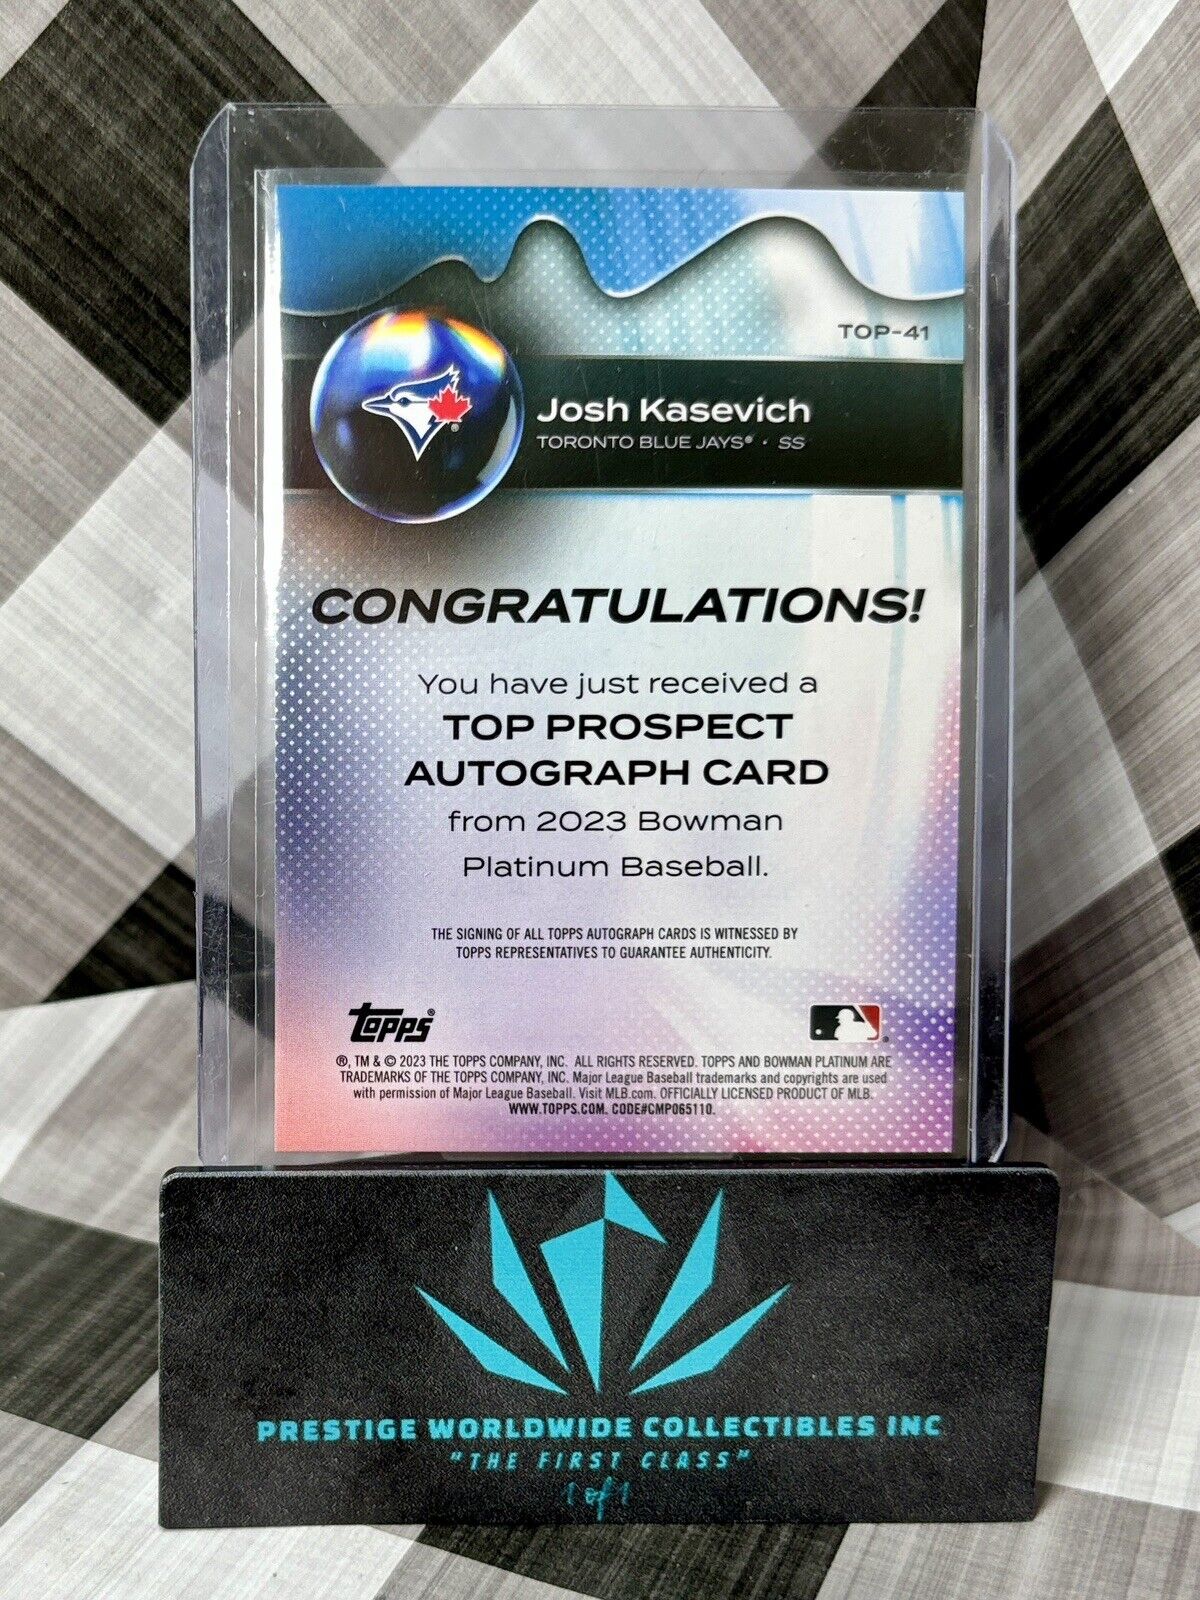 TOP-41
Josh Kasevich
TORONTO BLUE JAYS® · SS
CONGRATULATIONS!
You have just received a
TOP PROSPECT
AUTOGRAPH CARD
from 2023 Bowman
Platinum Baseball.
THE SIGNING OF ALL TOPPS AUTOGRAPH CARDS IS WITNESSED BY
TOPPS REPRESENTATIVES TO GUARANTEE AUTHENTICITY.
topps®
®, TM & © 2023 THE TOPPS COMPANY, INC. ALL RIGHTS RESERVED. TOPPS AND BOWMAN PLATINUM ARE
TRADEMARKS OF THE TOPPS COMPANY, INC. Major League Baseball trademarks and copyrights are used
with permission of Major League Baseball. Visit MLB.com. OFFICIALLY LICENSED PRODUCT OF MLB.
WWW.TOPPS.COM. CODE#CMP065110.
PRESTIGE WORLDWIDE COLLECTIBLES INC
"THE FIRST CLASS"
1 of 1